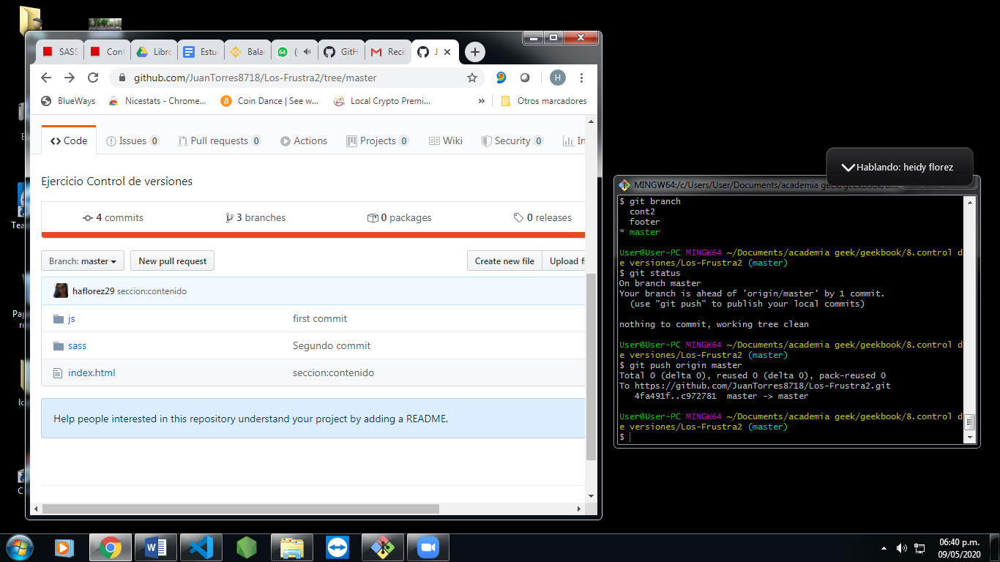 SASS
Cont
Libro
Estu
Balan
64
GitH
Recil
J
github.com/JuanTorres8718/Los-Frustra2/tree/master
H
BlueWays
Nicestats - Chrome...
Coin Dance | See w...
Local Crypto Premi...
»
Otros marcadores
Code
Issues 0
Pull requests 0
Actions
Projects 0
Wiki
Security 0
In
Ejercicio Control de versiones
4 commits
3 branches
0 packages
0 releases
Branch: master
New pull request
Create new file
Upload f
haflorez29 seccion:contenido
js
first commit
sass
Segundo commit
index.html
seccion:contenido
Help people interested in this repository understand your project by adding a README.
Hablando: heidy florez
MINGW64:/c/Users/User/Documents/academia geek/geekbook/8....
$ git branch
cont2
footer
* master
User@User-PC MINGW64 ~/Documents/academia geek/geekbook/8.control d
e versiones/Los-Frustra2 (master)
$ git status
On branch master
Your branch is ahead of 'origin/master' by 1 commit.
(use "git push" to publish your local commits)
nothing to commit, working tree clean
User@User-PC MINGW64 ~/Documents/academia geek/geekbook/8.control d
e versiones/Los-Frustra2 (master)
$ git push origin master
Total 0 (delta 0), reused 0 (delta 0), pack-reused 0
To https://github.com/JuanTorres8718/Los-Frustra2.git
4fa491f..c972781 master -> master
User@User-PC MINGW64 ~/Documents/academia geek/geekbook/8.control d
e versiones/Los-Frustra2 (master)
$
06:40 p.m.
09/05/2020